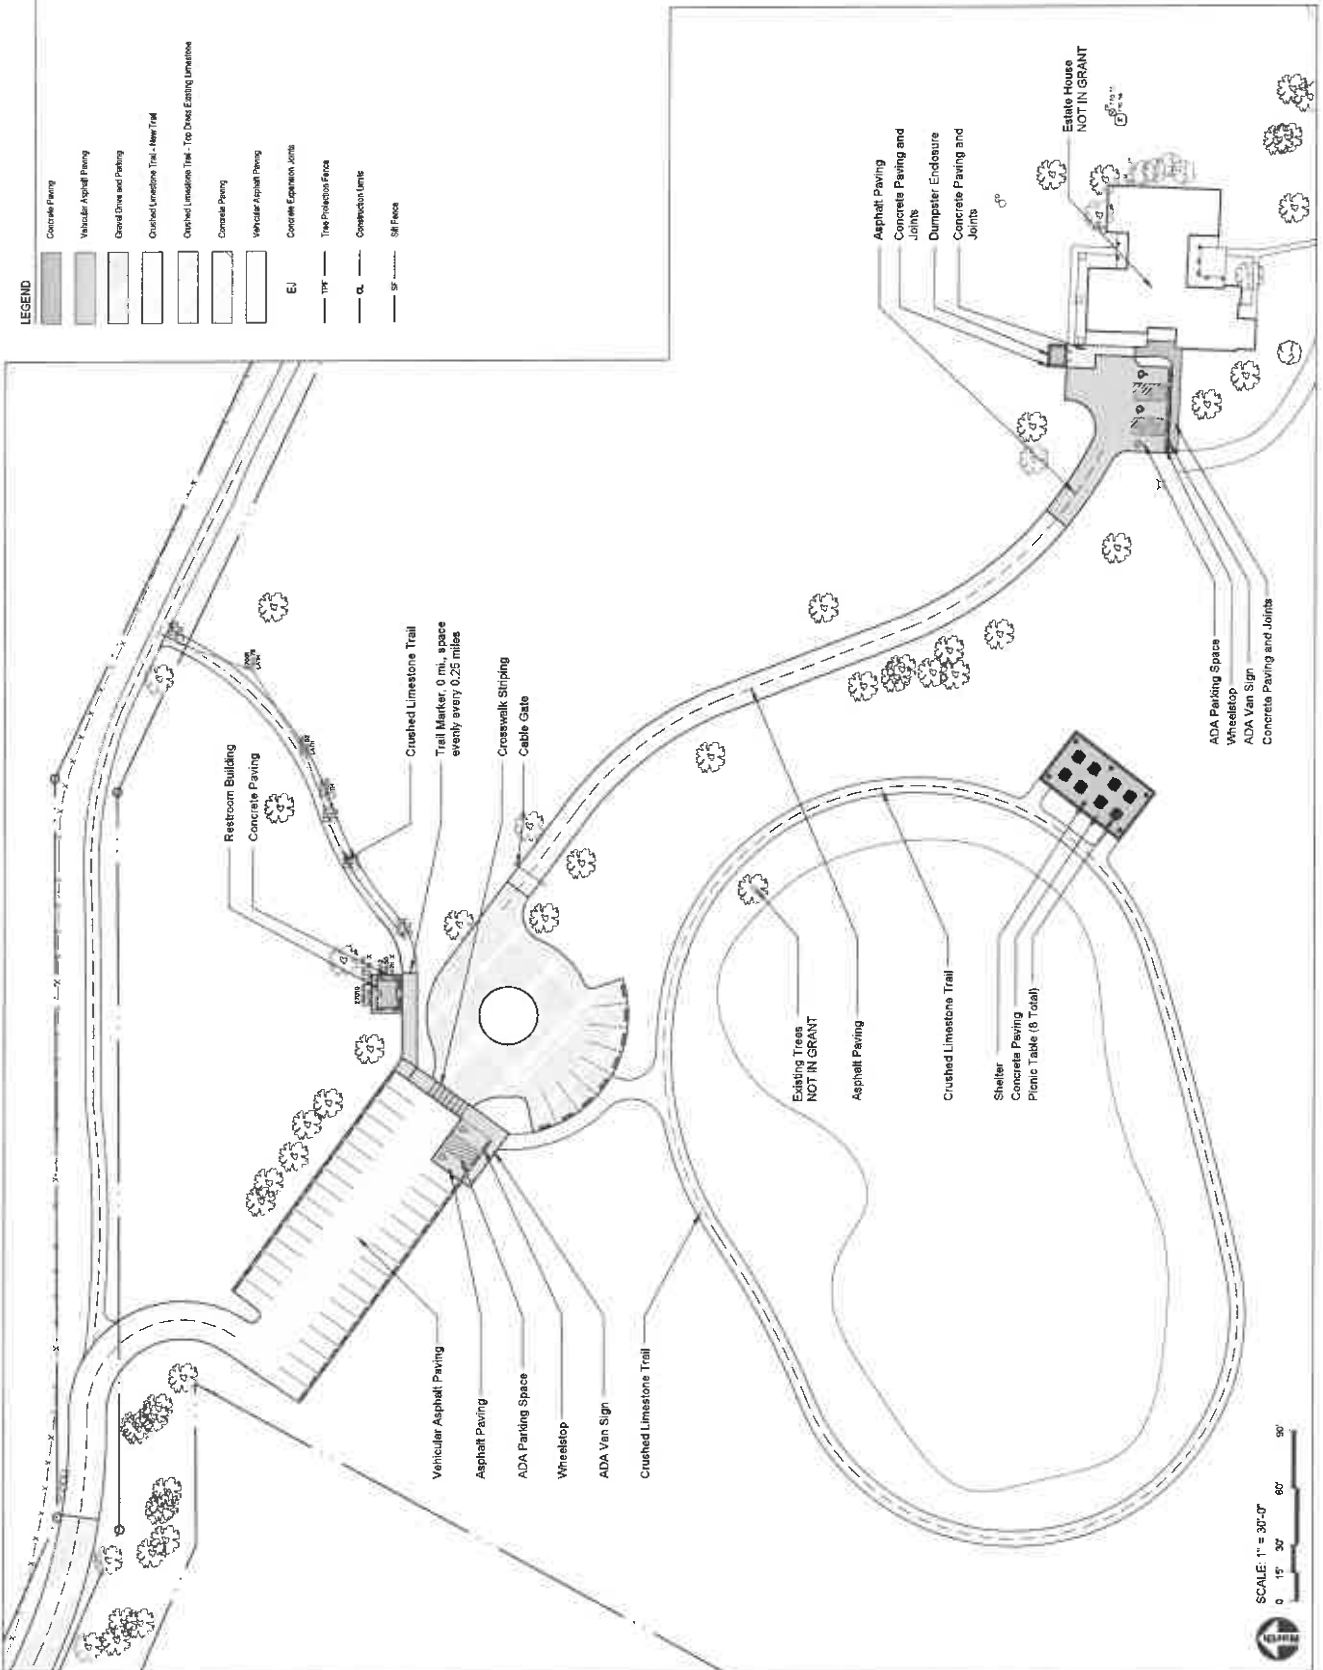 LEGEND
Concrete Paving
Vehicular Asphalt Paving
Gravel Drive and Parking
Crushed Limestone Trail - New Trail
Crushed Limestone Trail - Top Dress Existing Limestone
Concrete Paving
Vehicular Asphalt Paving
EJ Concrete Expansion Joints
TPF Tree Protection Fence
CL Construction Limits
SF Silt Fence
Restroom Building
Concrete Paving
Crushed Limestone Trail
Trail Marker, 0 mi., space
evenly every 0.25 miles
Crosswalk Striping
Cable Gate
Asphalt Paving
Concrete Paving and
Joints
Dumpster Enclosure
Concrete Paving and
Joints
Estate House
NOT IN GRANT
Vehicular Asphalt Paving
Asphalt Paving
ADA Parking Space
Wheelstop
ADA Van Sign
Crushed Limestone Trail
Existing Trees
NOT IN GRANT
Asphalt Paving
Crushed Limestone Trail
Shelter
Concrete Paving
Picnic Table (8 Total)
ADA Parking Space
Wheelstop
ADA Van Sign
Concrete Paving and Joints
North
SCALE: 1" = 30'-0"
0 15' 30' 60' 90'